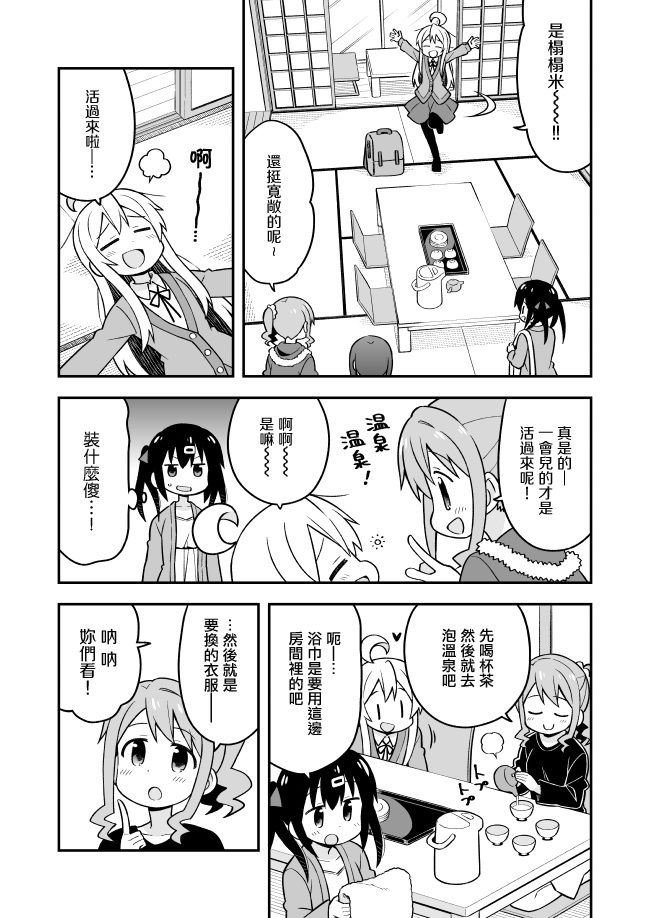 是榻榻米~~~!!
還挺寬敞的呢~
啊——…
活過來啦——…
真是的—
一會兒的才是
活過來呢!
溫泉
溫泉!
啊啊~~~
是嘛~~~
裝什麼傻…!
先喝杯茶
然後就去
泡溫泉吧
トプ
トプ
呃—…
浴巾是要用這邊
房間裡的吧
…然後就是
要換的衣服——
吶吶
妳們看!